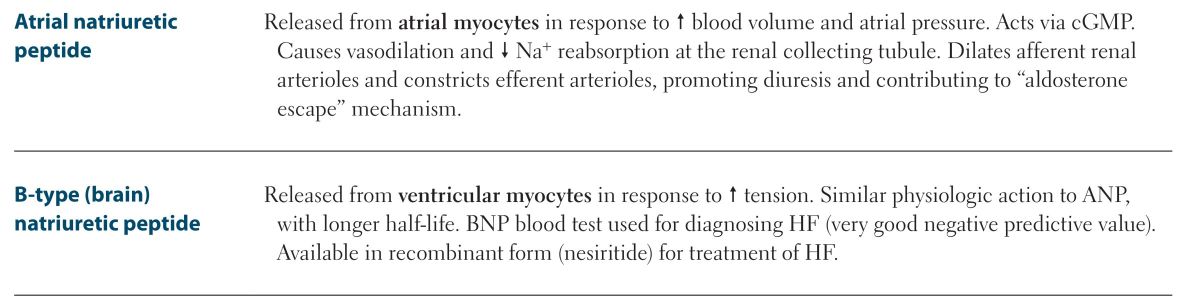 Atrial natriuretic
peptide
Released from atrial myocytes in response to ↑ blood volume and atrial pressure. Acts via cGMP.
Causes vasodilation and ↓ Na⁺ reabsorption at the renal collecting tubule. Dilates afferent renal
arterioles and constricts efferent arterioles, promoting diuresis and contributing to “aldosterone
escape” mechanism.
B-type (brain)
natriuretic peptide
Released from ventricular myocytes in response to ↑ tension. Similar physiologic action to ANP,
with longer half-life. BNP blood test used for diagnosing HF (very good negative predictive value).
Available in recombinant form (nesiritide) for treatment of HF.